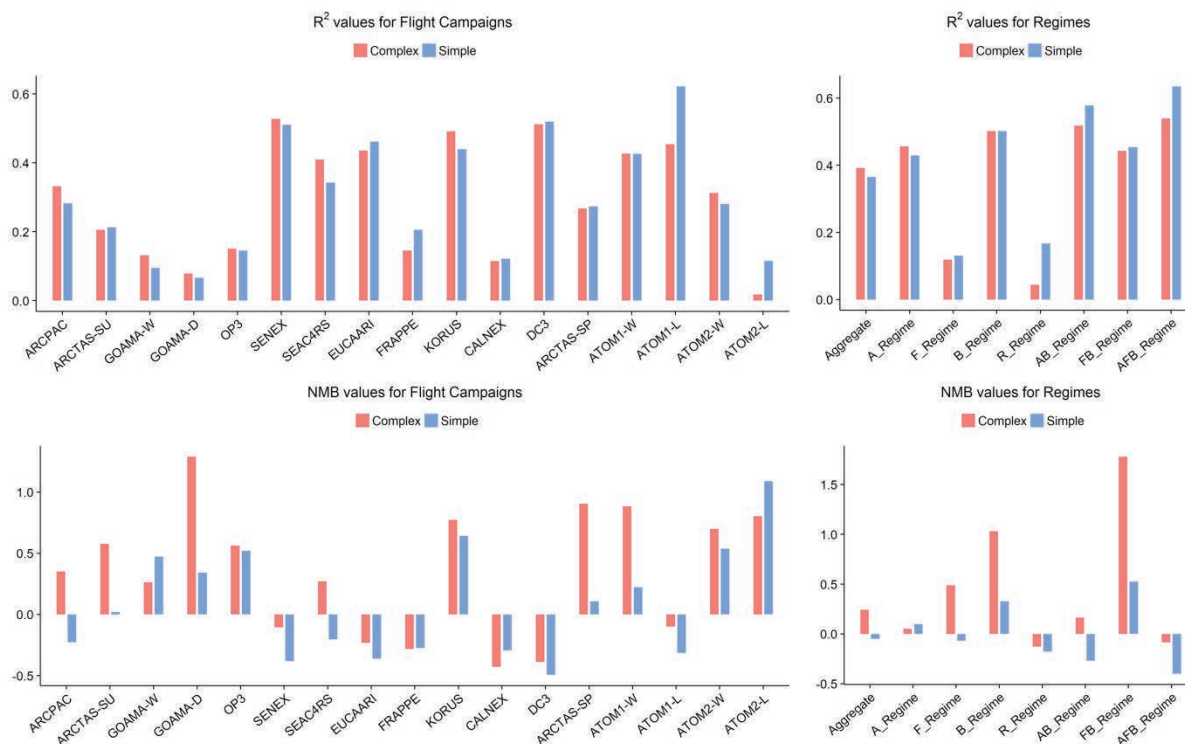 R² values for Flight Campaigns
Complex Simple
0.6
0.4
0.2
0.0
ARCPAC ARCTAS-SU GOAMA-W GOAMA-D OP3 SENEX SEAC4RS EUCAARI FRAPPE KORUS CALNEX DC3 ARCTAS-SP ATOM1-W ATOM1-L ATOM2-W ATOM2-L
R² values for Regimes
Complex Simple
0.6
0.4
0.2
0.0
Aggregate A_Regime F_Regime B_Regime R_Regime AB_Regime FB_Regime AFB_Regime
NMB values for Flight Campaigns
Complex Simple
1.0
0.5
0.0
-0.5
ARCPAC ARCTAS-SU GOAMA-W GOAMA-D OP3 SENEX SEAC4RS EUCAARI FRAPPE KORUS CALNEX DC3 ARCTAS-SP ATOM1-W ATOM1-L ATOM2-W ATOM2-L
NMB values for Regimes
Complex Simple
1.5
1.0
0.5
0.0
-0.5
Aggregate A_Regime F_Regime B_Regime R_Regime AB_Regime FB_Regime AFB_Regime